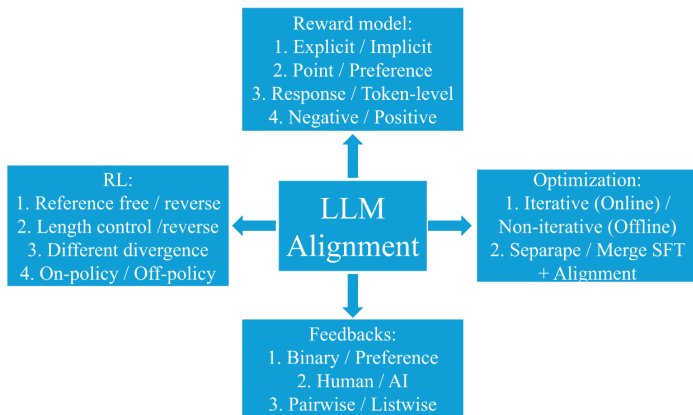 Reward model:
1. Explicit / Implicit
2. Point / Preference
3. Response / Token-level
4. Negative / Positive
RL:
1. Reference free / reverse
2. Length control /reverse
3. Different divergence
4. On-policy / Off-policy
LLM
Alignment
Optimization:
1. Iterative (Online) /
Non-iterative (Offline)
2. Separape / Merge SFT
+ Alignment
Feedbacks:
1. Binary / Preference
2. Human / AI
3. Pairwise / Listwise